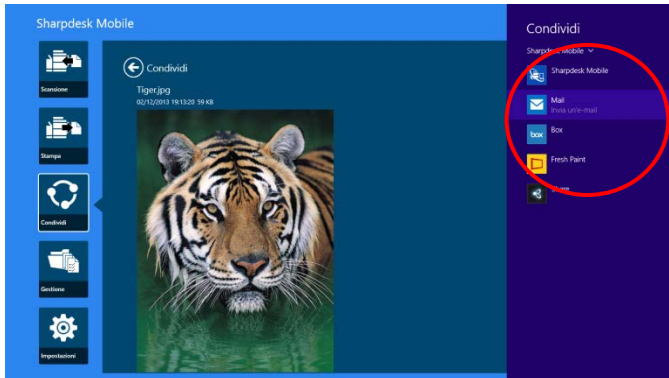 Sharpdesk Mobile
Scansione
Stampa
Condividi
Gestione
Impostazioni
Condividi
Tiger.jpg
02/12/2013 19:13:20 59 KB
Condividi
Sharpdesk Mobile
Sharpdesk Mobile
Mail
Invia un'e-mail
box
Box
Fresh Paint
Share